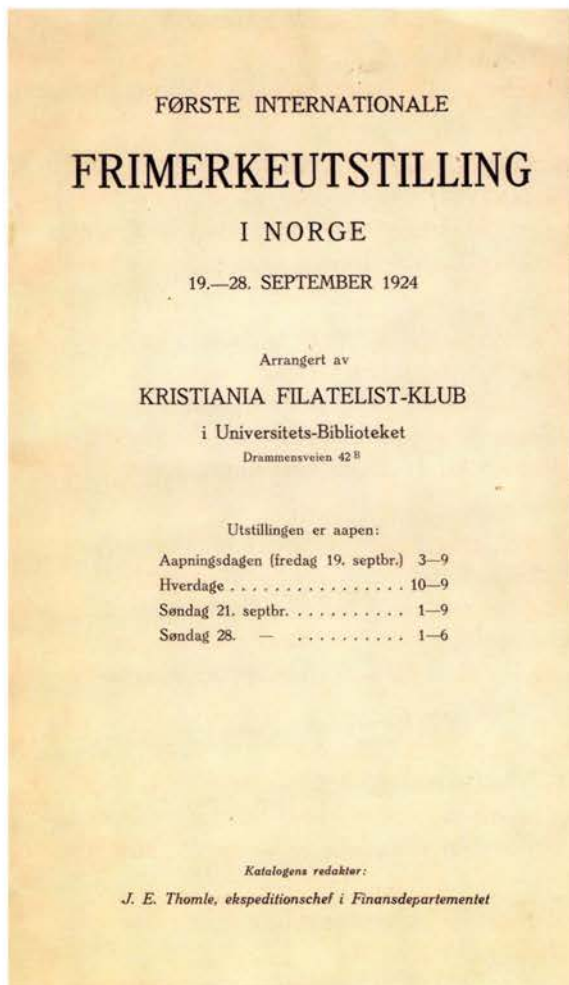 FØRSTE INTERNATIONALE
FRIMERKEUTSTILLING
I NORGE
19.—28. SEPTEMBER 1924
Arrangert av
KRISTIANIA FILATELIST-KLUB
i Universitets-Biblioteket
Drammensveien 42 B
Utstillingen er aapen:
Aapningsdagen (fredag 19. septbr.) 3—9
Hverdage . . . . . . . . . . . . . . . . 10—9
Søndag 21. septbr. . . . . . . . . . . 1—9
Søndag 28. — . . . . . . . . . . 1—6
Katalogens redaktør:
J. E. Thomle, ekspeditionschef i Finansdepartementet